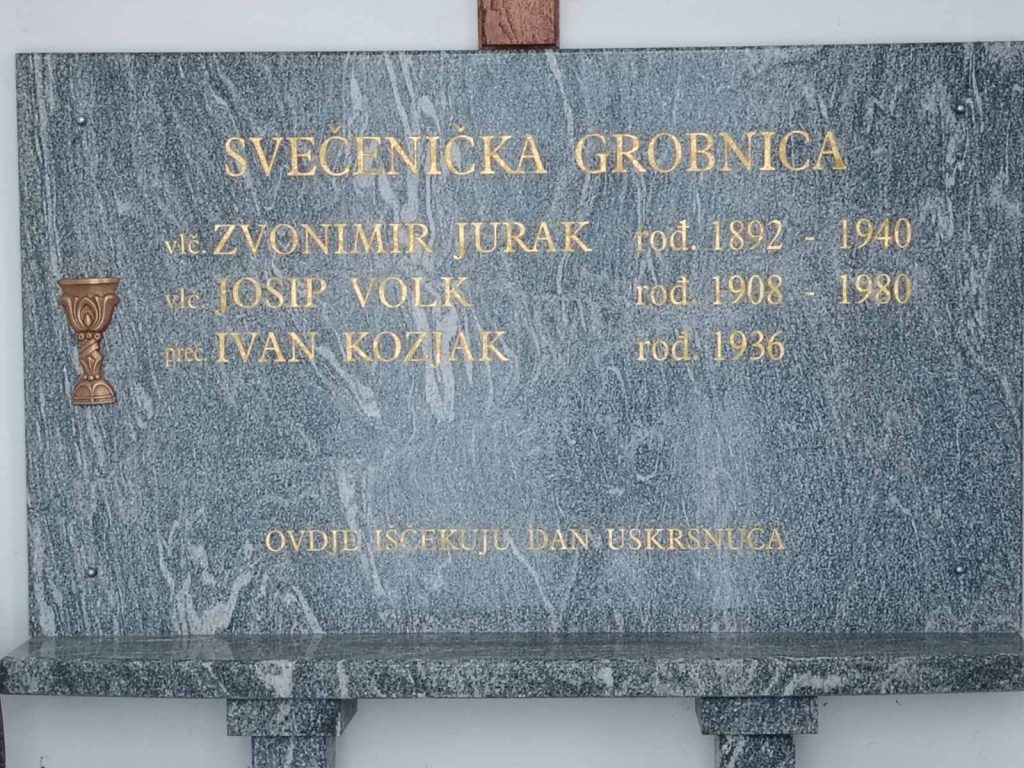 SVEČENIČKA GROBNICA
vlč. ZVONIMIR JURAK rođ. 1892 - 1940
vlč. JOSIP VOLK rođ. 1908 - 1980
preč. IVAN KOZJAK rođ. 1936
OVDJE IŠČEKUJU DAN USKRSNUĆA